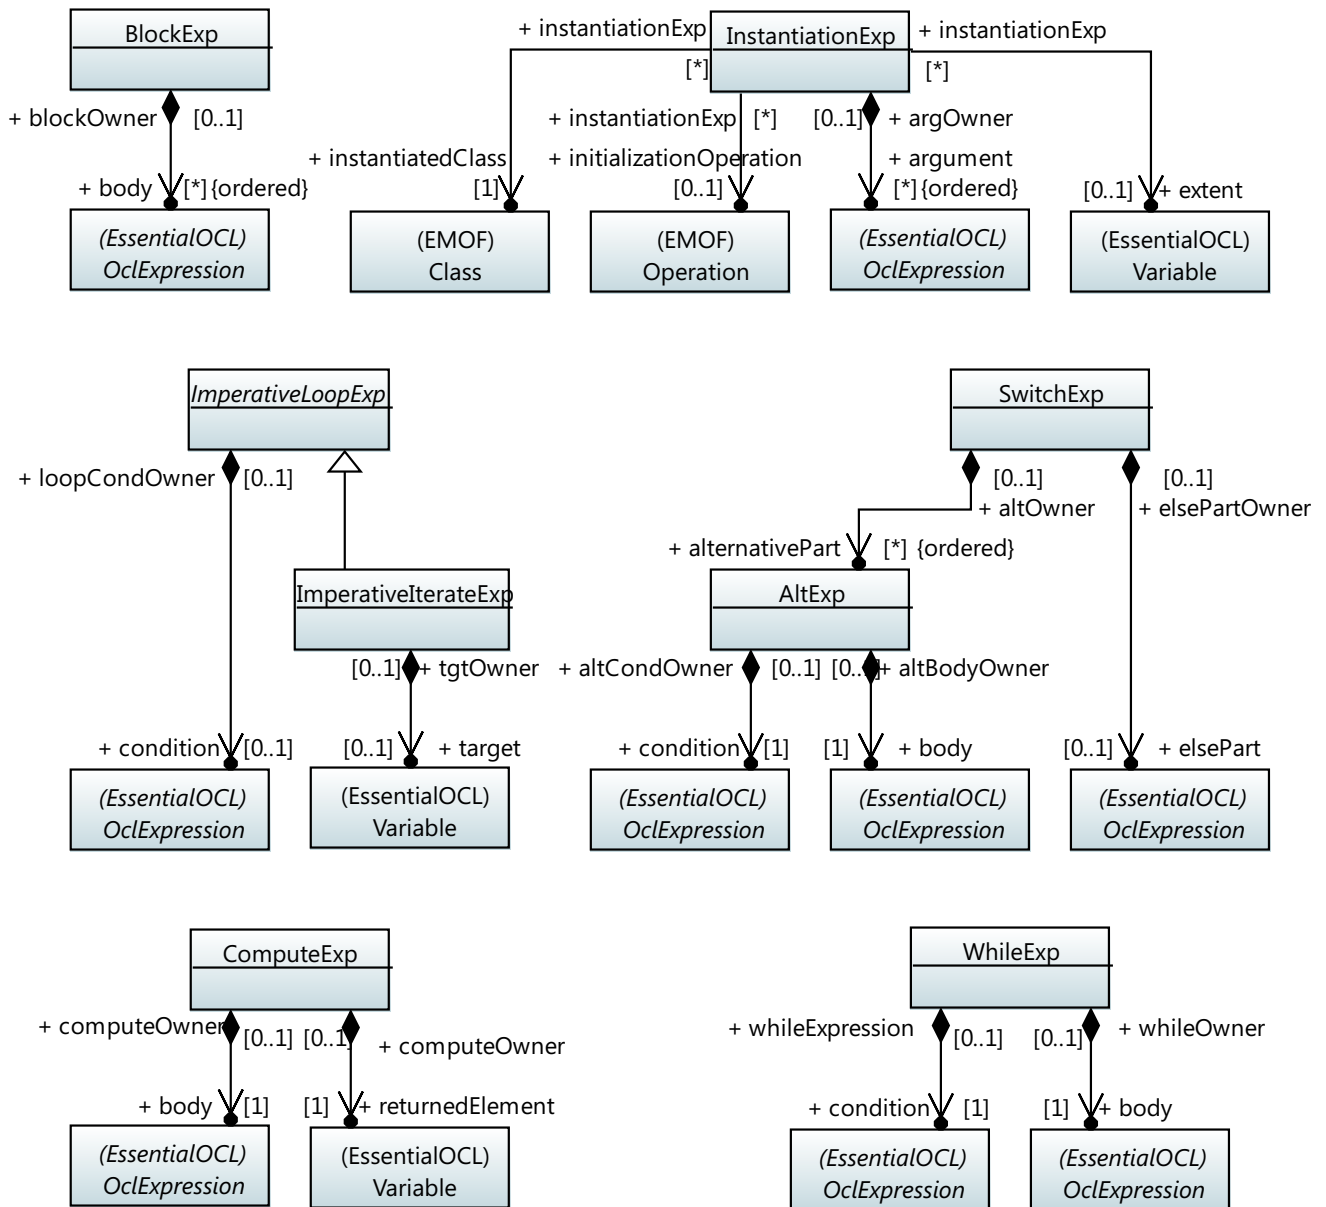 BlockExp
+ instantiationExp
InstantiationExp
+ instantiationExp
[*]
[*]
+ blockOwner
[0..1]
+ instantiationExp
[*]
[0..1]
+ argOwner
+ instantiatedClass
+ initializationOperation
+ argument
+ body
[*] {ordered}
[1]
[0..1]
[*] {ordered}
[0..1]
+ extent
(EssentialOCL)
OclExpression
(EMOF)
Class
(EMOF)
Operation
(EssentialOCL)
OclExpression
(EssentialOCL)
Variable
ImperativeLoopExp
SwitchExp
+ loopCondOwner
[0..1]
[0..1]
[0..1]
+ altOwner
+ elsePartOwner
+ alternativePart
[*] {ordered}
ImperativeIterateExp
AltExp
[0..1]
+ tgtOwner
+ altCondOwner
[0..1]
[0..1]
+ altBodyOwner
+ condition
[0..1]
[0..1]
+ target
+ condition
[1]
[1]
+ body
[0..1]
+ elsePart
(EssentialOCL)
OclExpression
(EssentialOCL)
Variable
(EssentialOCL)
OclExpression
(EssentialOCL)
OclExpression
(EssentialOCL)
OclExpression
ComputeExp
WhileExp
+ computeOwner
[0..1]
[0..1]
+ computeOwner
+ whileExpression
[0..1]
[0..1]
+ whileOwner
+ body
[1]
[1]
+ returnedElement
+ condition
[1]
[1]
+ body
(EssentialOCL)
OclExpression
(EssentialOCL)
Variable
(EssentialOCL)
OclExpression
(EssentialOCL)
OclExpression